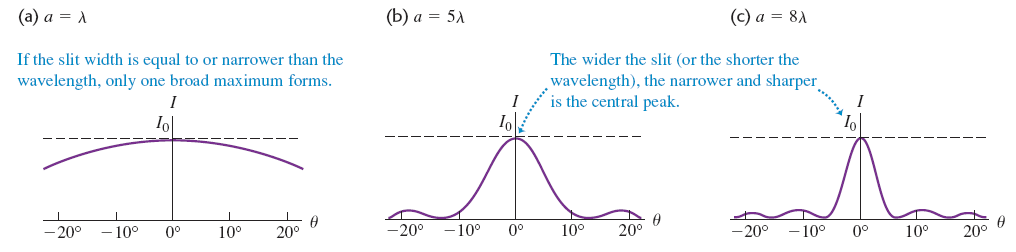 (a) a = λ
If the slit width is equal to or narrower than the
wavelength, only one broad maximum forms.
I
I0
−20° −10° 0° 10° 20° θ
(b) a = 5λ
(c) a = 8λ
The wider the slit (or the shorter the
wavelength), the narrower and sharper
is the central peak.
I
I0
−20° −10° 0° 10° 20° θ
I
I0
−20° −10° 0° 10° 20° θ